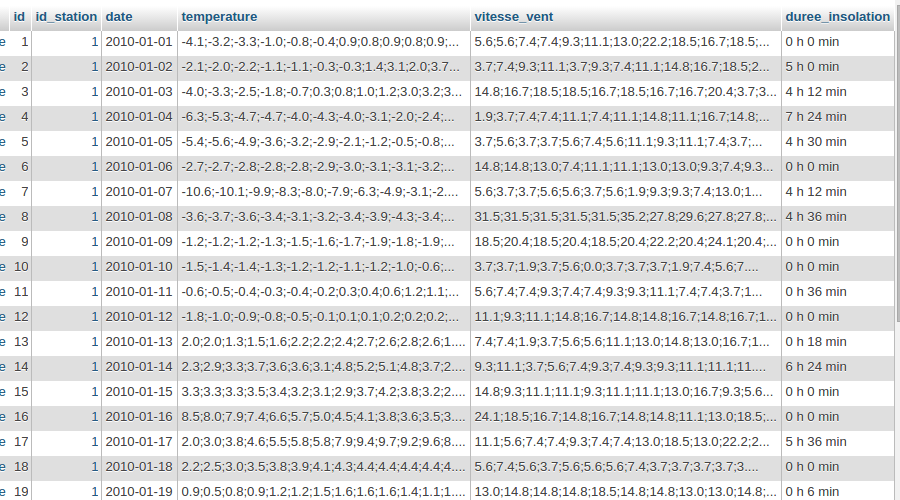 id id_station date temperature vitesse_vent duree_insolation
e 1 1 2010-01-01 -4.1;-3.2;-3.3;-1.0;-0.8;-0.4;0.9;0.8;0.9;0.8;0.9;... 5.6;5.6;7.4;7.4;9.3;11.1;13.0;22.2;18.5;16.7;18.5;... 0 h 0 min
e 2 1 2010-01-02 -2.1;-2.0;-2.2;-1.1;-1.1;-0.3;-0.3;1.4;3.1;2.0;3.7... 3.7;7.4;9.3;11.1;3.7;9.3;7.4;11.1;14.8;16.7;18.5;2... 5 h 0 min
e 3 1 2010-01-03 -4.0;-3.3;-2.5;-1.8;-0.7;0.3;0.8;1.0;1.2;3.0;3.2;3... 14.8;16.7;18.5;18.5;16.7;18.5;16.7;16.7;20.4;3.7;3... 4 h 12 min
e 4 1 2010-01-04 -6.3;-5.3;-4.7;-4.7;-4.0;-4.3;-4.0;-3.1;-2.0;-2.4;... 1.9;3.7;7.4;7.4;11.1;7.4;11.1;14.8;11.1;16.7;14.8;... 7 h 24 min
e 5 1 2010-01-05 -5.4;-5.6;-4.9;-3.6;-3.2;-2.9;-2.1;-1.2;-0.5;-0.8;... 3.7;5.6;3.7;3.7;5.6;7.4;5.6;11.1;9.3;11.1;7.4;3.7;... 4 h 30 min
e 6 1 2010-01-06 -2.7;-2.7;-2.8;-2.8;-2.8;-2.9;-3.0;-3.1;-3.1;-3.2;... 14.8;14.8;13.0;7.4;11.1;11.1;13.0;13.0;9.3;7.4;9.3... 0 h 0 min
e 7 1 2010-01-07 -10.6;-10.1;-9.9;-8.3;-8.0;-7.9;-6.3;-4.9;-3.1;-2.... 5.6;3.7;3.7;5.6;3.7;5.6;1.9;9.3;9.3;7.4;13.0;1... 4 h 12 min
e 8 1 2010-01-08 -3.6;-3.7;-3.6;-3.4;-3.1;-3.2;-3.4;-3.9;-4.3;-3.4;... 31.5;31.5;31.5;31.5;31.5;35.2;27.8;29.6;27.8;27.8;... 4 h 36 min
e 9 1 2010-01-09 -1.2;-1.2;-1.2;-1.3;-1.5;-1.6;-1.7;-1.9;-1.8;-1.9;... 18.5;20.4;18.5;20.4;18.5;20.4;22.2;20.4;24.1;20.4;... 0 h 0 min
e 10 1 2010-01-10 -1.5;-1.4;-1.4;-1.3;-1.2;-1.2;-1.1;-1.2;-1.0;-0.6;... 3.7;3.7;1.9;3.7;5.6;0.0;3.7;3.7;3.7;1.9;7.4;5.6;7.... 0 h 0 min
e 11 1 2010-01-11 -0.6;-0.5;-0.4;-0.3;-0.4;-0.2;0.3;0.4;0.6;1.2;1.1;... 5.6;7.4;7.4;9.3;7.4;7.4;9.3;9.3;11.1;7.4;7.4;3.7;1... 0 h 36 min
e 12 1 2010-01-12 -1.8;-1.0;-0.9;-0.8;-0.5;-0.1;0.1;0.1;0.2;0.2;0.2;... 11.1;9.3;11.1;14.8;16.7;14.8;14.8;16.7;14.8;16.7;1... 0 h 0 min
e 13 1 2010-01-13 2.0;2.0;1.3;1.5;1.6;2.2;2.2;2.4;2.7;2.6;2.8;2.6;1.... 7.4;7.4;1.9;3.7;5.6;5.6;11.1;13.0;14.8;13.0;16.7;1... 0 h 18 min
e 14 1 2010-01-14 2.3;2.9;3.3;3.7;3.6;3.6;3.1;4.8;5.2;5.1;4.8;3.7;2.... 9.3;11.1;3.7;5.6;7.4;9.3;7.4;9.3;9.3;11.1;11.1;11.... 6 h 24 min
e 15 1 2010-01-15 3.3;3.3;3.3;3.5;3.4;3.2;3.1;2.9;3.7;4.2;3.8;3.2;2.... 14.8;9.3;11.1;11.1;9.3;11.1;11.1;13.0;16.7;9.3;5.6... 0 h 0 min
e 16 1 2010-01-16 8.5;8.0;7.9;7.4;6.6;5.7;5.0;4.5;4.1;3.8;3.6;3.5;3.... 24.1;18.5;16.7;14.8;16.7;14.8;14.8;11.1;13.0;18.5;... 0 h 0 min
e 17 1 2010-01-17 2.0;3.0;3.8;4.6;5.5;5.8;5.8;7.9;9.4;9.7;9.2;9.6;8.... 11.1;5.6;7.4;7.4;9.3;7.4;7.4;13.0;18.5;13.0;22.2;2... 5 h 36 min
e 18 1 2010-01-18 2.2;2.5;3.0;3.5;3.8;3.9;4.1;4.3;4.4;4.4;4.4;4.4;4.... 5.6;7.4;5.6;3.7;5.6;5.6;5.6;7.4;3.7;3.7;3.7;3.7;3.... 0 h 0 min
e 19 1 2010-01-19 0.9;0.5;0.8;0.9;1.2;1.2;1.5;1.6;1.6;1.6;1.4;1.1;1.... 13.0;14.8;14.8;14.8;18.5;14.8;14.8;13.0;13.0;14.8;... 0 h 6 min